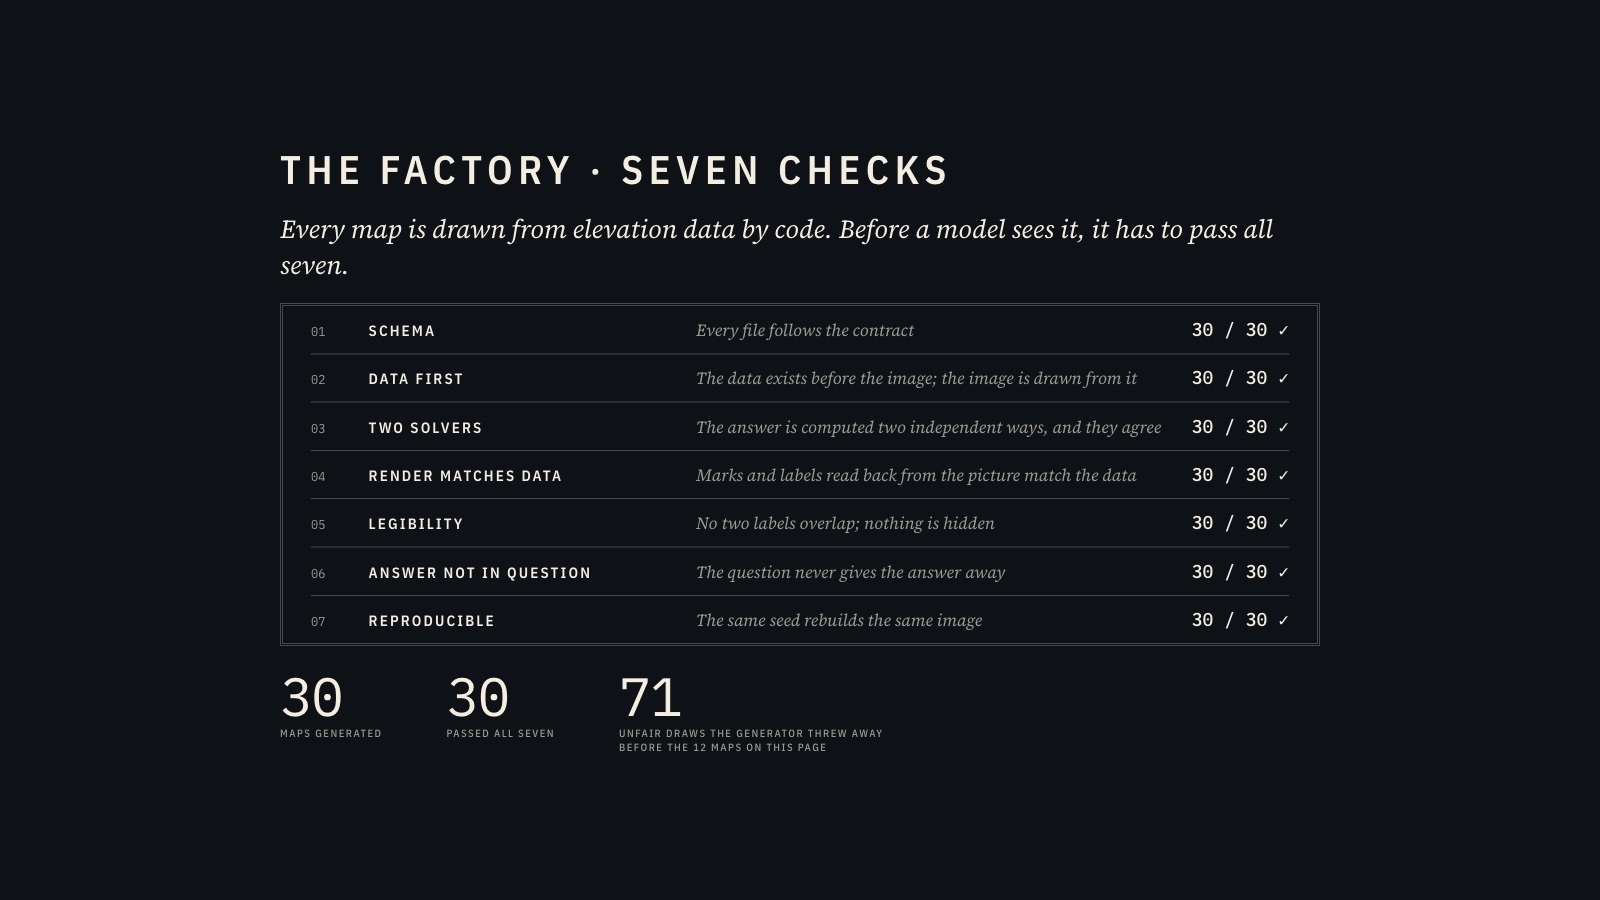 THE FACTORY · SEVEN CHECKS
Every map is drawn from elevation data by code. Before a model sees it, it has to pass all
seven.
01 SCHEMA Every file follows the contract 30 / 30 ✓
02 DATA FIRST The data exists before the image; the image is drawn from it 30 / 30 ✓
03 TWO SOLVERS The answer is computed two independent ways, and they agree 30 / 30 ✓
04 RENDER MATCHES DATA Marks and labels read back from the picture match the data 30 / 30 ✓
05 LEGIBILITY No two labels overlap; nothing is hidden 30 / 30 ✓
06 ANSWER NOT IN QUESTION The question never gives the answer away 30 / 30 ✓
07 REPRODUCIBLE The same seed rebuilds the same image 30 / 30 ✓
30 30 71
MAPS GENERATED PASSED ALL SEVEN UNFAIR DRAWS THE GENERATOR THREW AWAY
BEFORE THE 12 MAPS ON THIS PAGE